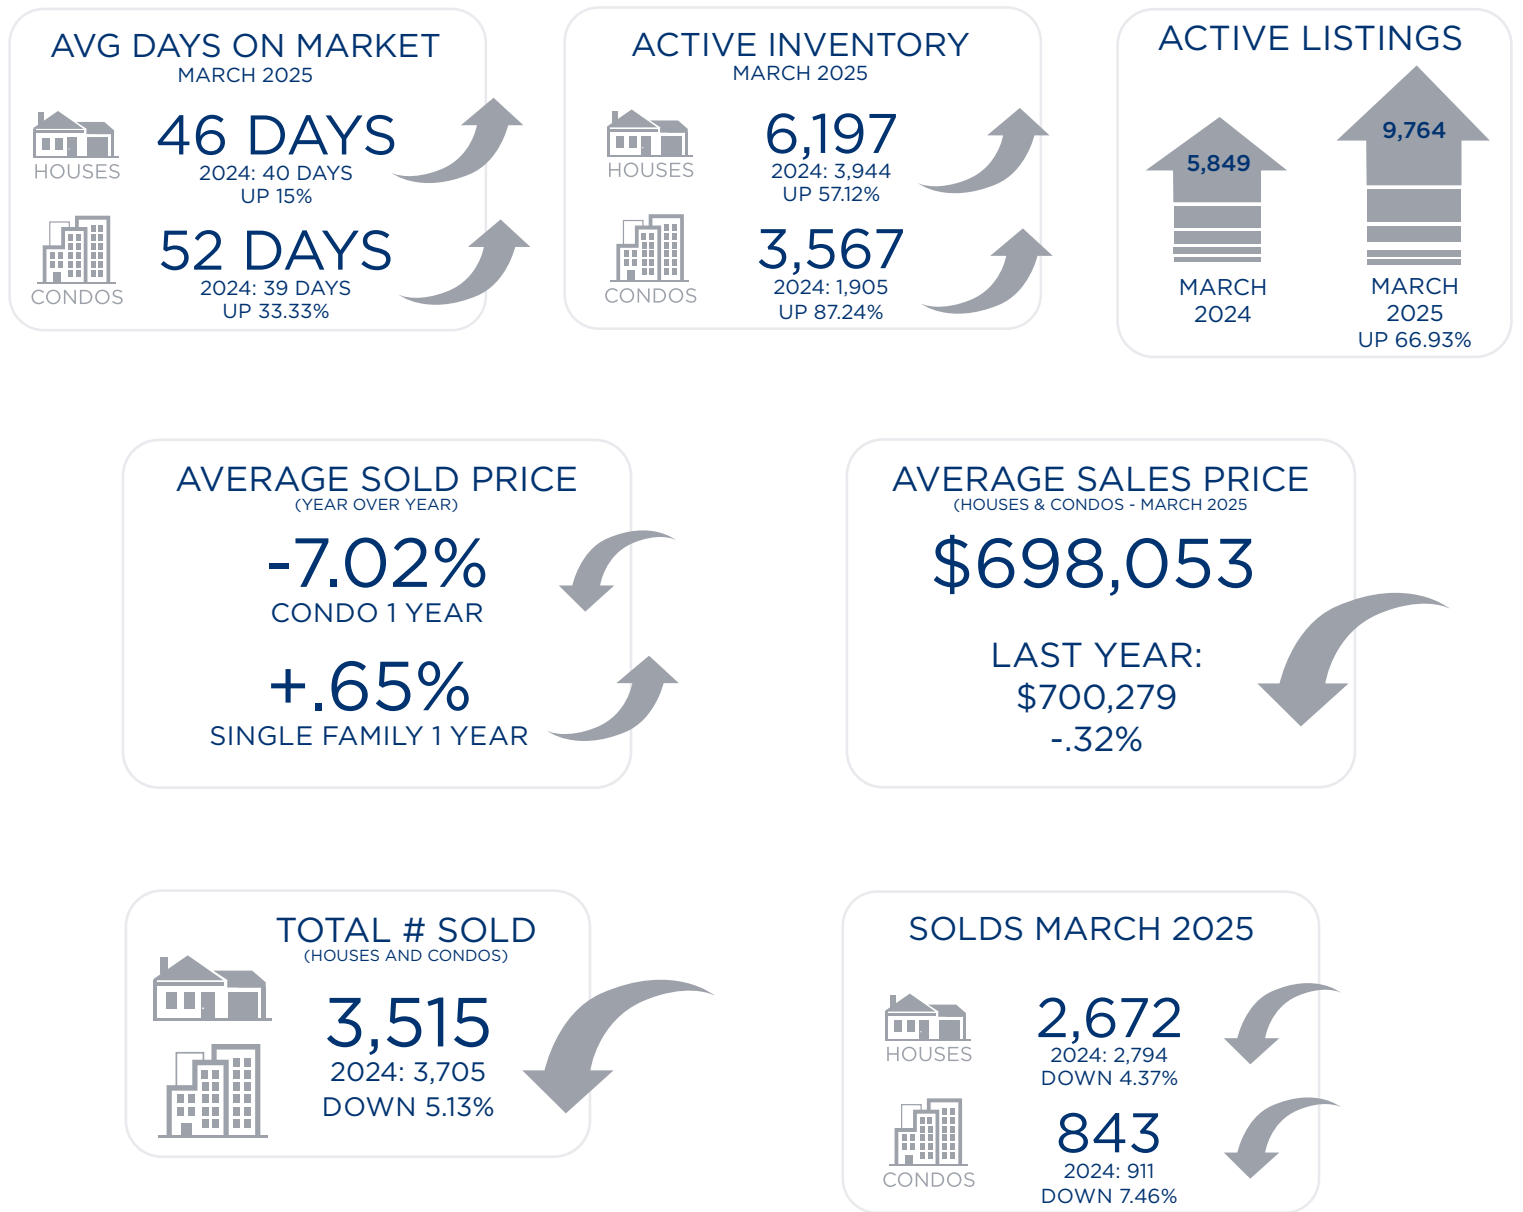 AVG DAYS ON MARKET
MARCH 2025
46 DAYS
2024: 40 DAYS
UP 15%
HOUSES
52 DAYS
2024: 39 DAYS
UP 33.33%
CONDOS
ACTIVE INVENTORY
MARCH 2025
6,197
2024: 3,944
UP 57.12%
HOUSES
3,567
2024: 1,905
UP 87.24%
CONDOS
ACTIVE LISTINGS
5,849
MARCH
2024
9,764
MARCH
2025
UP 66.93%
AVERAGE SOLD PRICE
(YEAR OVER YEAR)
-7.02%
CONDO 1 YEAR
+.65%
SINGLE FAMILY 1 YEAR
AVERAGE SALES PRICE
(HOUSES & CONDOS - MARCH 2025
$698,053
LAST YEAR:
$700,279
-.32%
TOTAL # SOLD
(HOUSES AND CONDOS)
3,515
2024: 3,705
DOWN 5.13%
SOLDS MARCH 2025
2,672
2024: 2,794
DOWN 4.37%
HOUSES
843
2024: 911
DOWN 7.46%
CONDOS